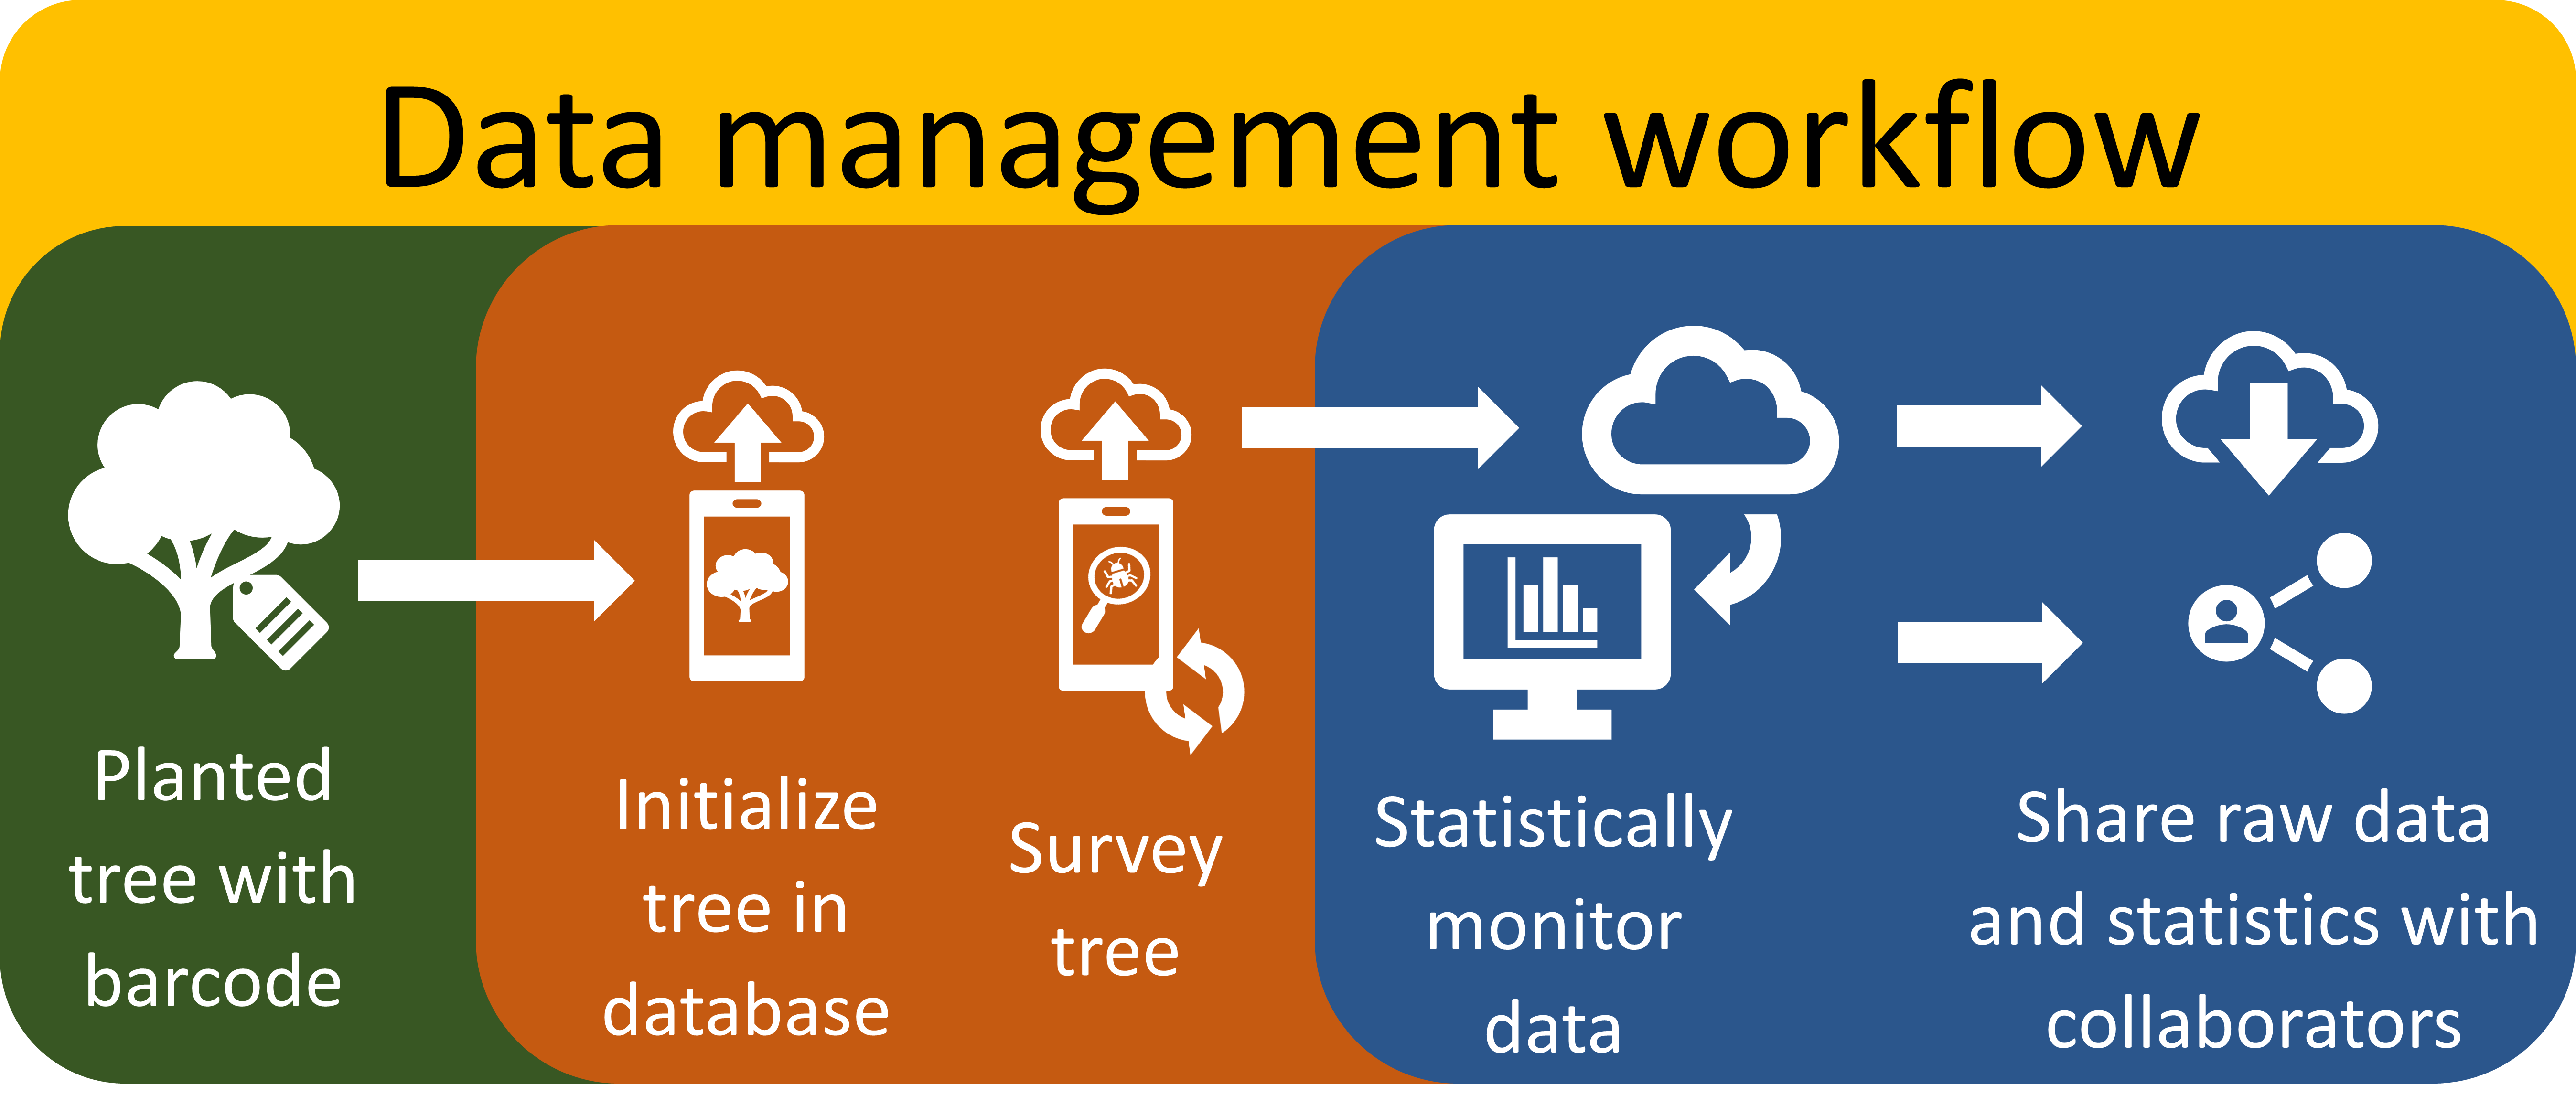 Data management workflow
Planted
tree with
barcode
Initialize
tree in
database
Survey
tree
Statistically
monitor
data
Share raw data
and statistics with
collaborators